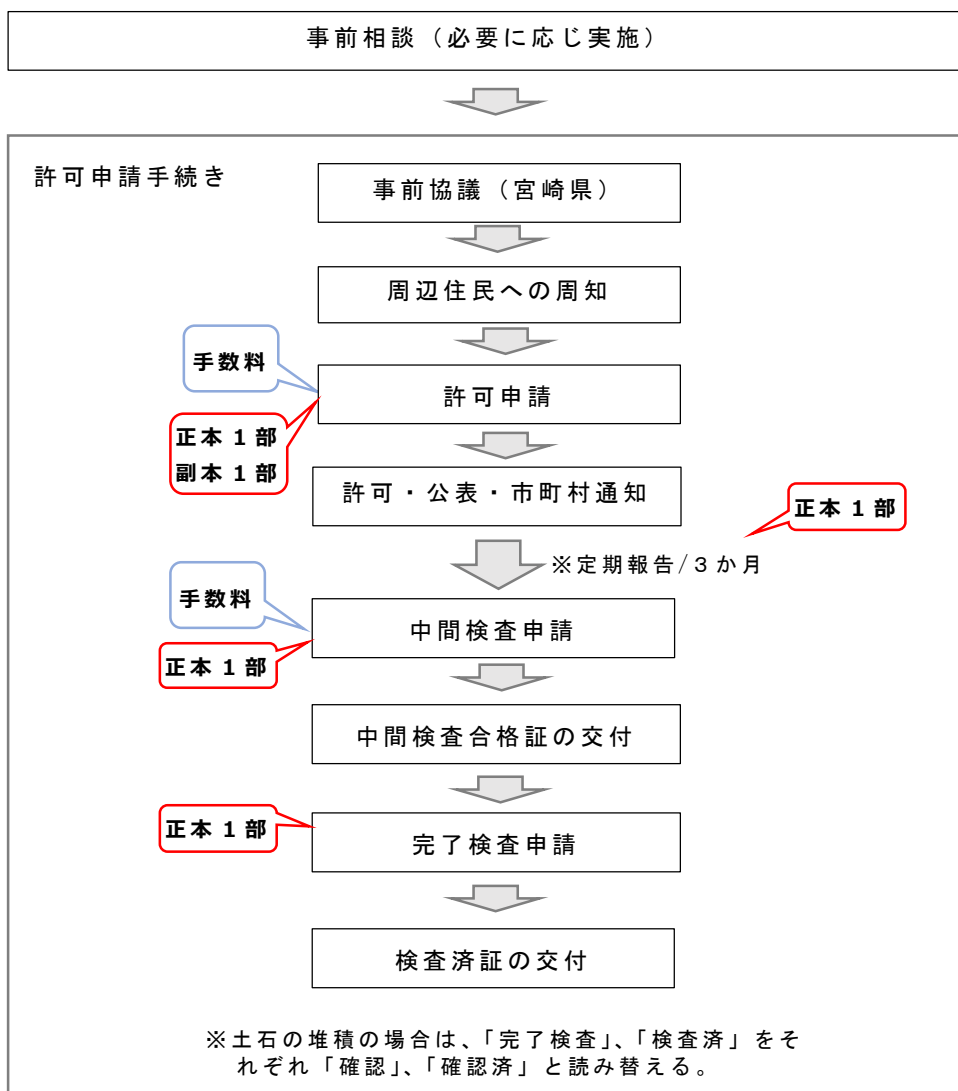 事前相談（必要に応じ実施）
許可申請手続き
事前協議（宮崎県）
周辺住民への周知
手数料
許可申請
正本1部
副本1部
許可・公表・市町村通知
正本1部
※定期報告/3か月
手数料
中間検査申請
正本1部
中間検査合格証の交付
正本1部
完了検査申請
検査済証の交付
※土石の堆積の場合は、「完了検査」、「検査済」をそ
れぞれ「確認」、「確認済」と読み替える。